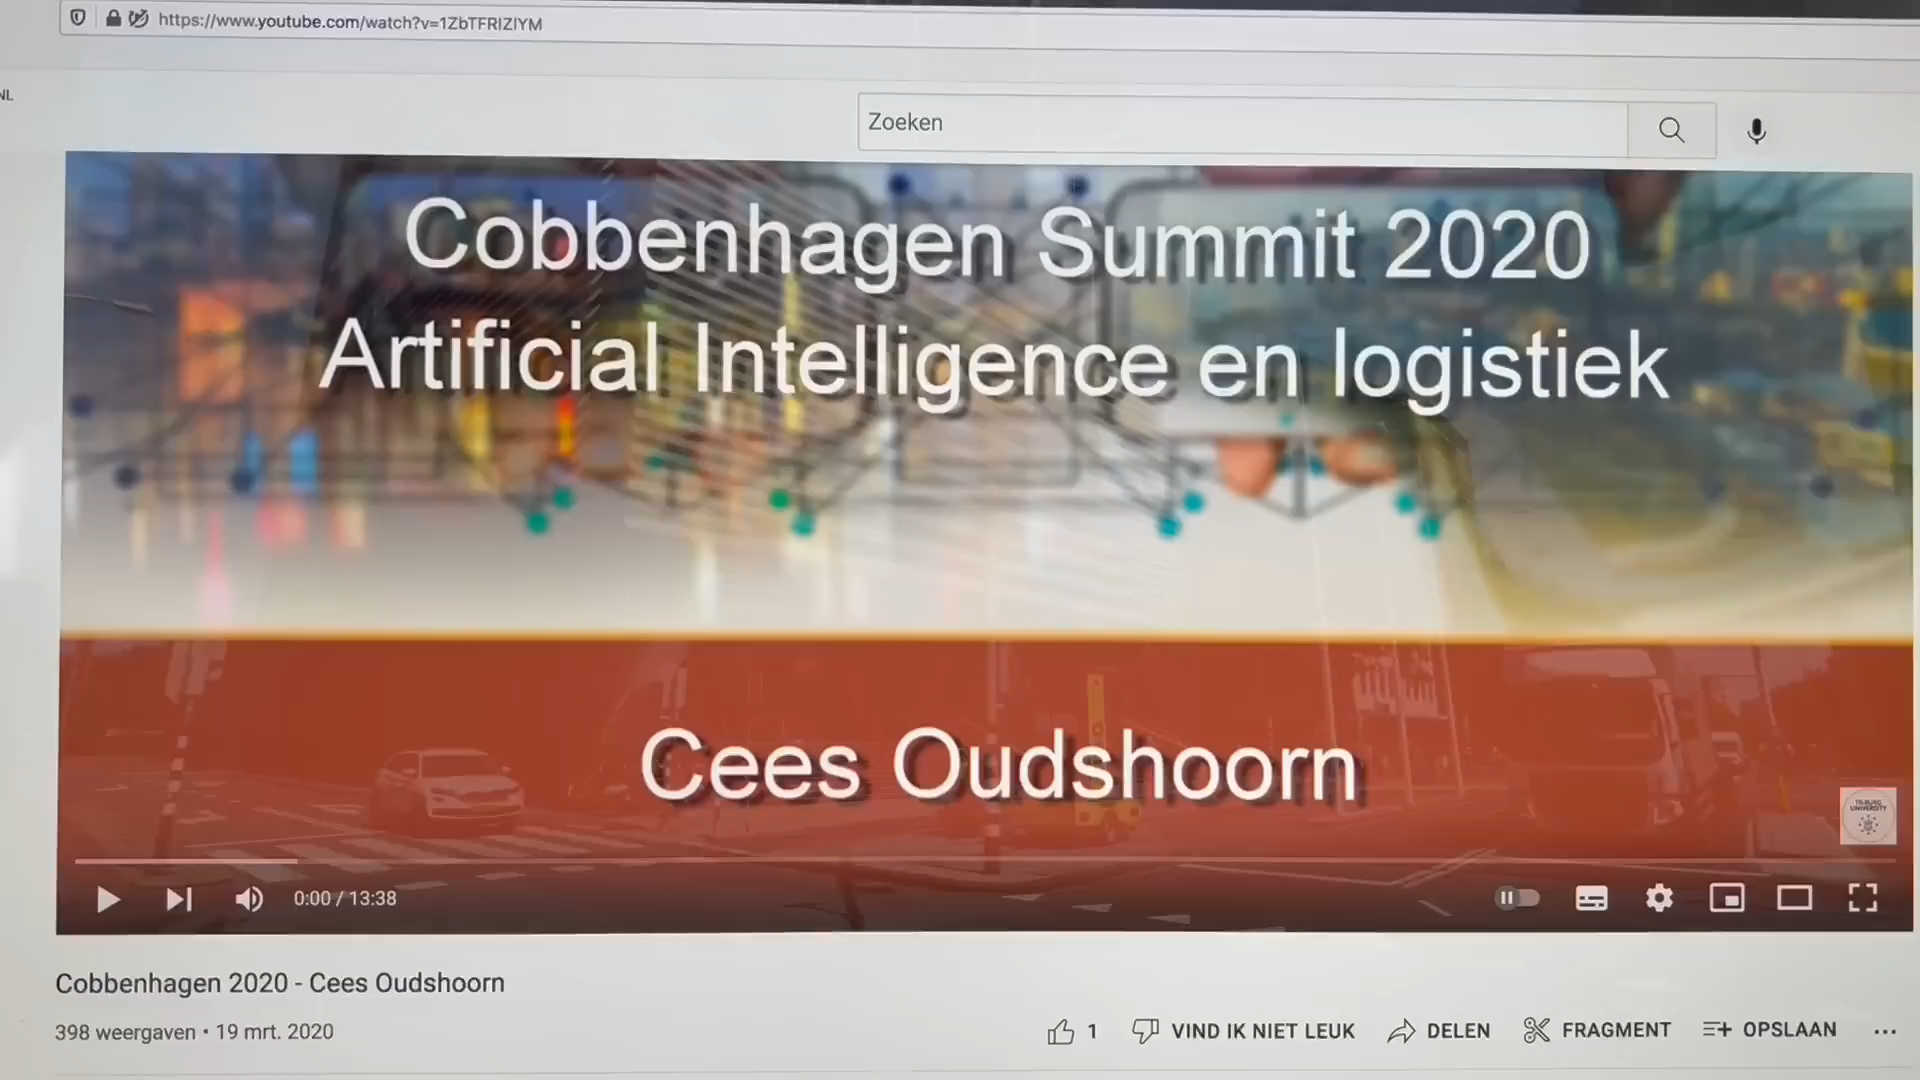 https://www.youtube.com/watch?v=1ZbTFRIZIYM
NL
Zoeken
Cobbenhagen Summit 2020
Artificial Intelligence en logistiek
Cees Oudshoorn
TILBURG
UNIVERSITY
0:00 / 13:38
Cobbenhagen 2020 - Cees Oudshoorn
398 weergaven • 19 mrt. 2020
1 VIND IK NIET LEUK DELEN FRAGMENT OPSLAAN ...